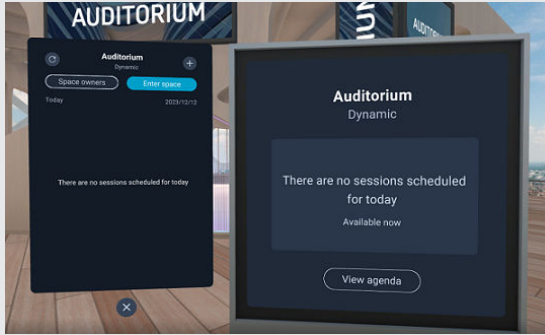 AUDITORIUM
Auditorium
Dynamic
Space owners
Enter space
Today
2023/12/13
There are no sessions scheduled for today
Auditorium
Dynamic
There are no sessions scheduled
for today
Available now
View agenda